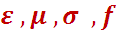 ε , μ , σ , f